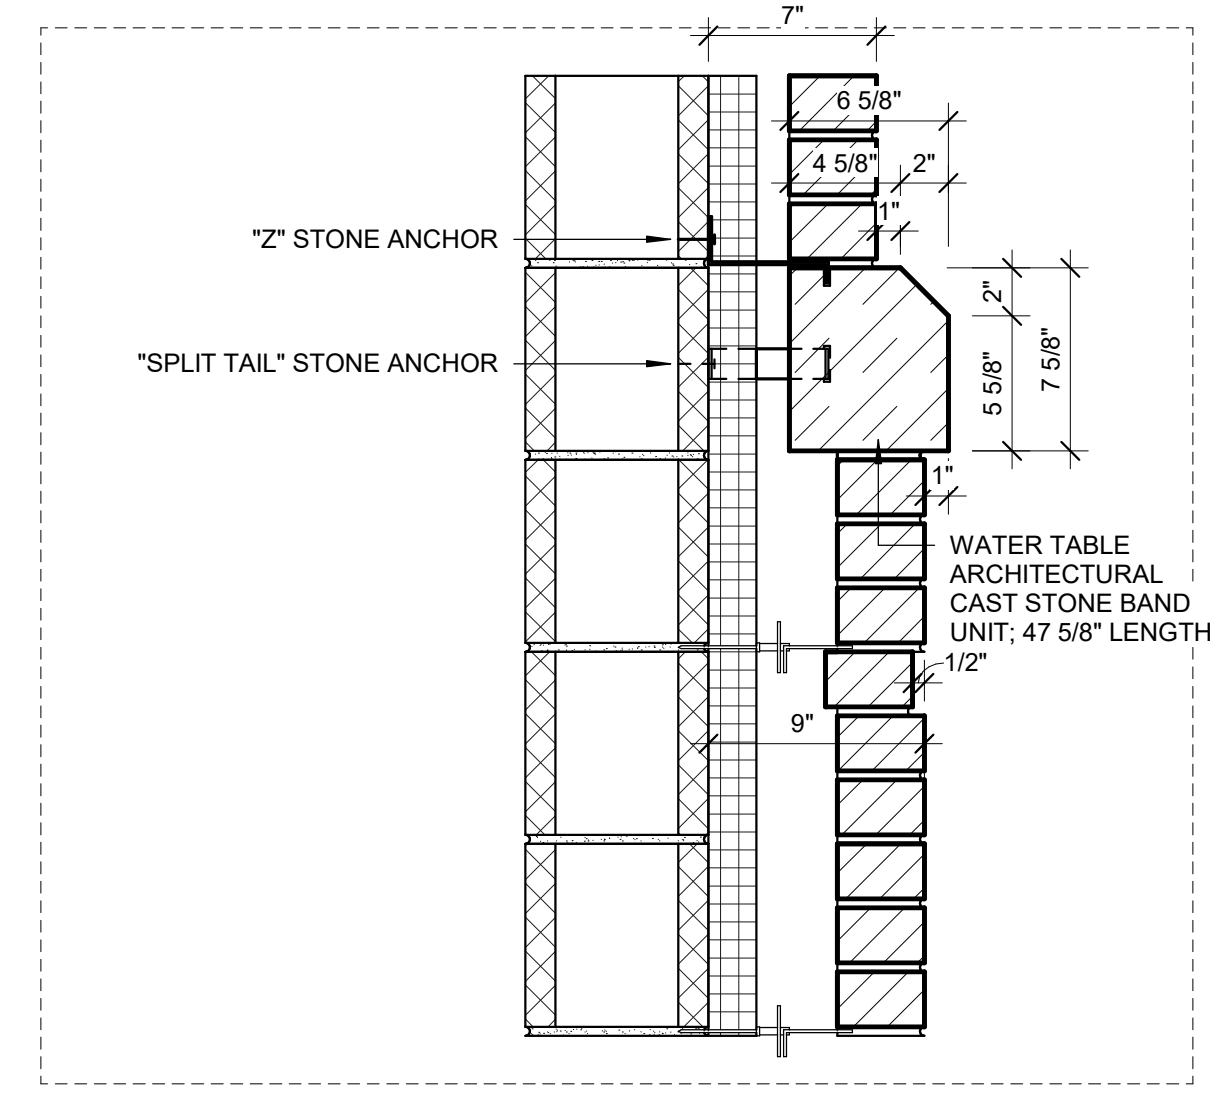 7"
6 5/8"
4 5/8"
2"
1"
"Z" STONE ANCHOR
2"
"SPLIT TAIL" STONE ANCHOR
5 5/8"
7 5/8"
1"
WATER TABLE
ARCHITECTURAL
CAST STONE BAND
UNIT; 47 5/8" LENGTH
1/2"
9"